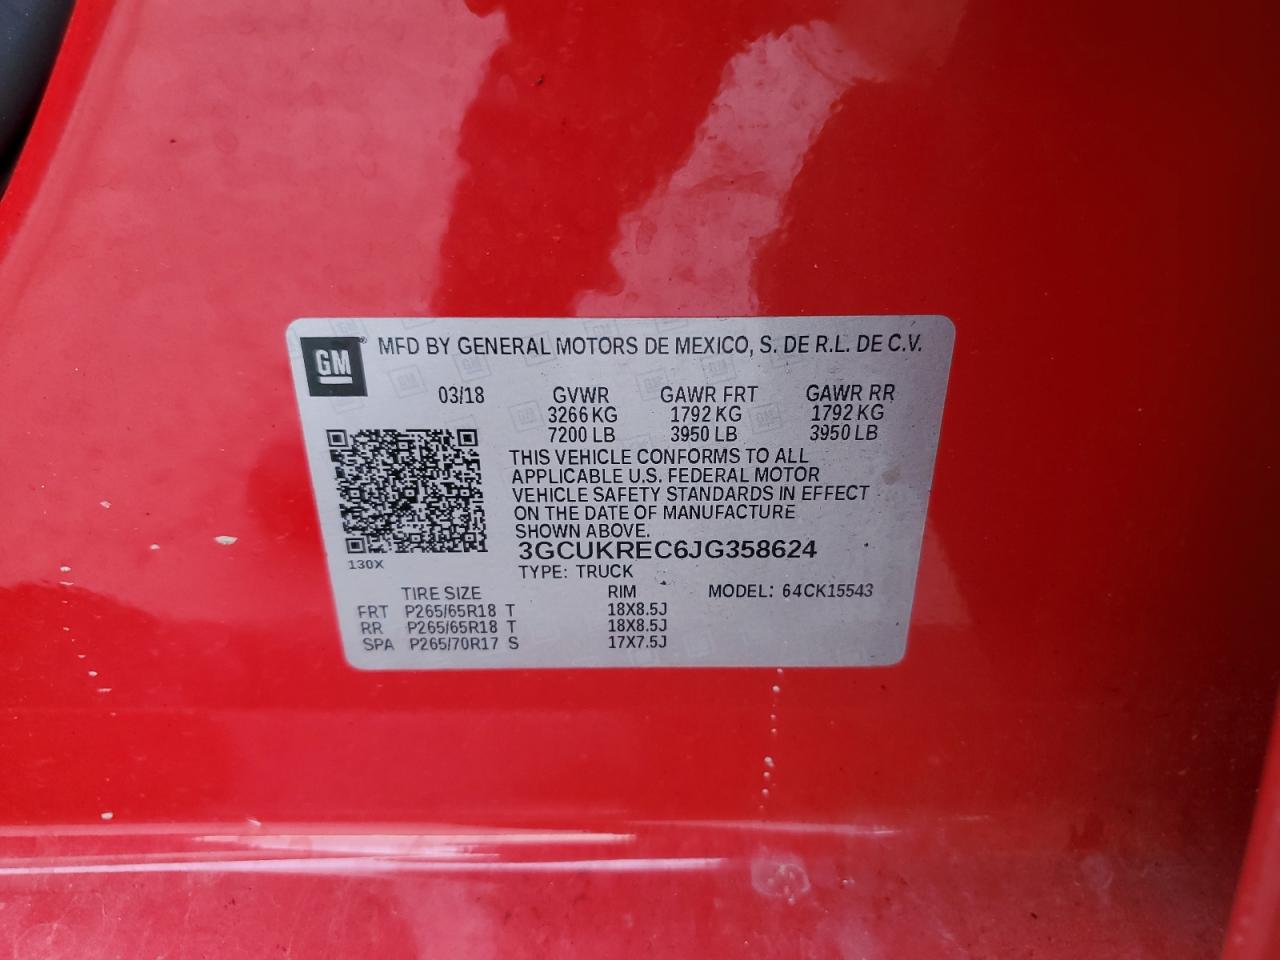 GM® MFD BY GENERAL MOTORS DE MEXICO, S. DE R.L. DE C.V.
03/18 GVWR GAWR FRT GAWR RR
3266 KG 1792 KG 1792 KG
7200 LB 3950 LB 3950 LB
THIS VEHICLE CONFORMS TO ALL
APPLICABLE U.S. FEDERAL MOTOR
VEHICLE SAFETY STANDARDS IN EFFECT
ON THE DATE OF MANUFACTURE
SHOWN ABOVE.
3GCUKREC6JG358624
130X
TYPE: TRUCK
TIRE SIZE RIM MODEL: 64CK15543
FRT P265/65R18 T 18X8.5J
RR P265/65R18 T 18X8.5J
SPA P265/70R17 S 17X7.5J